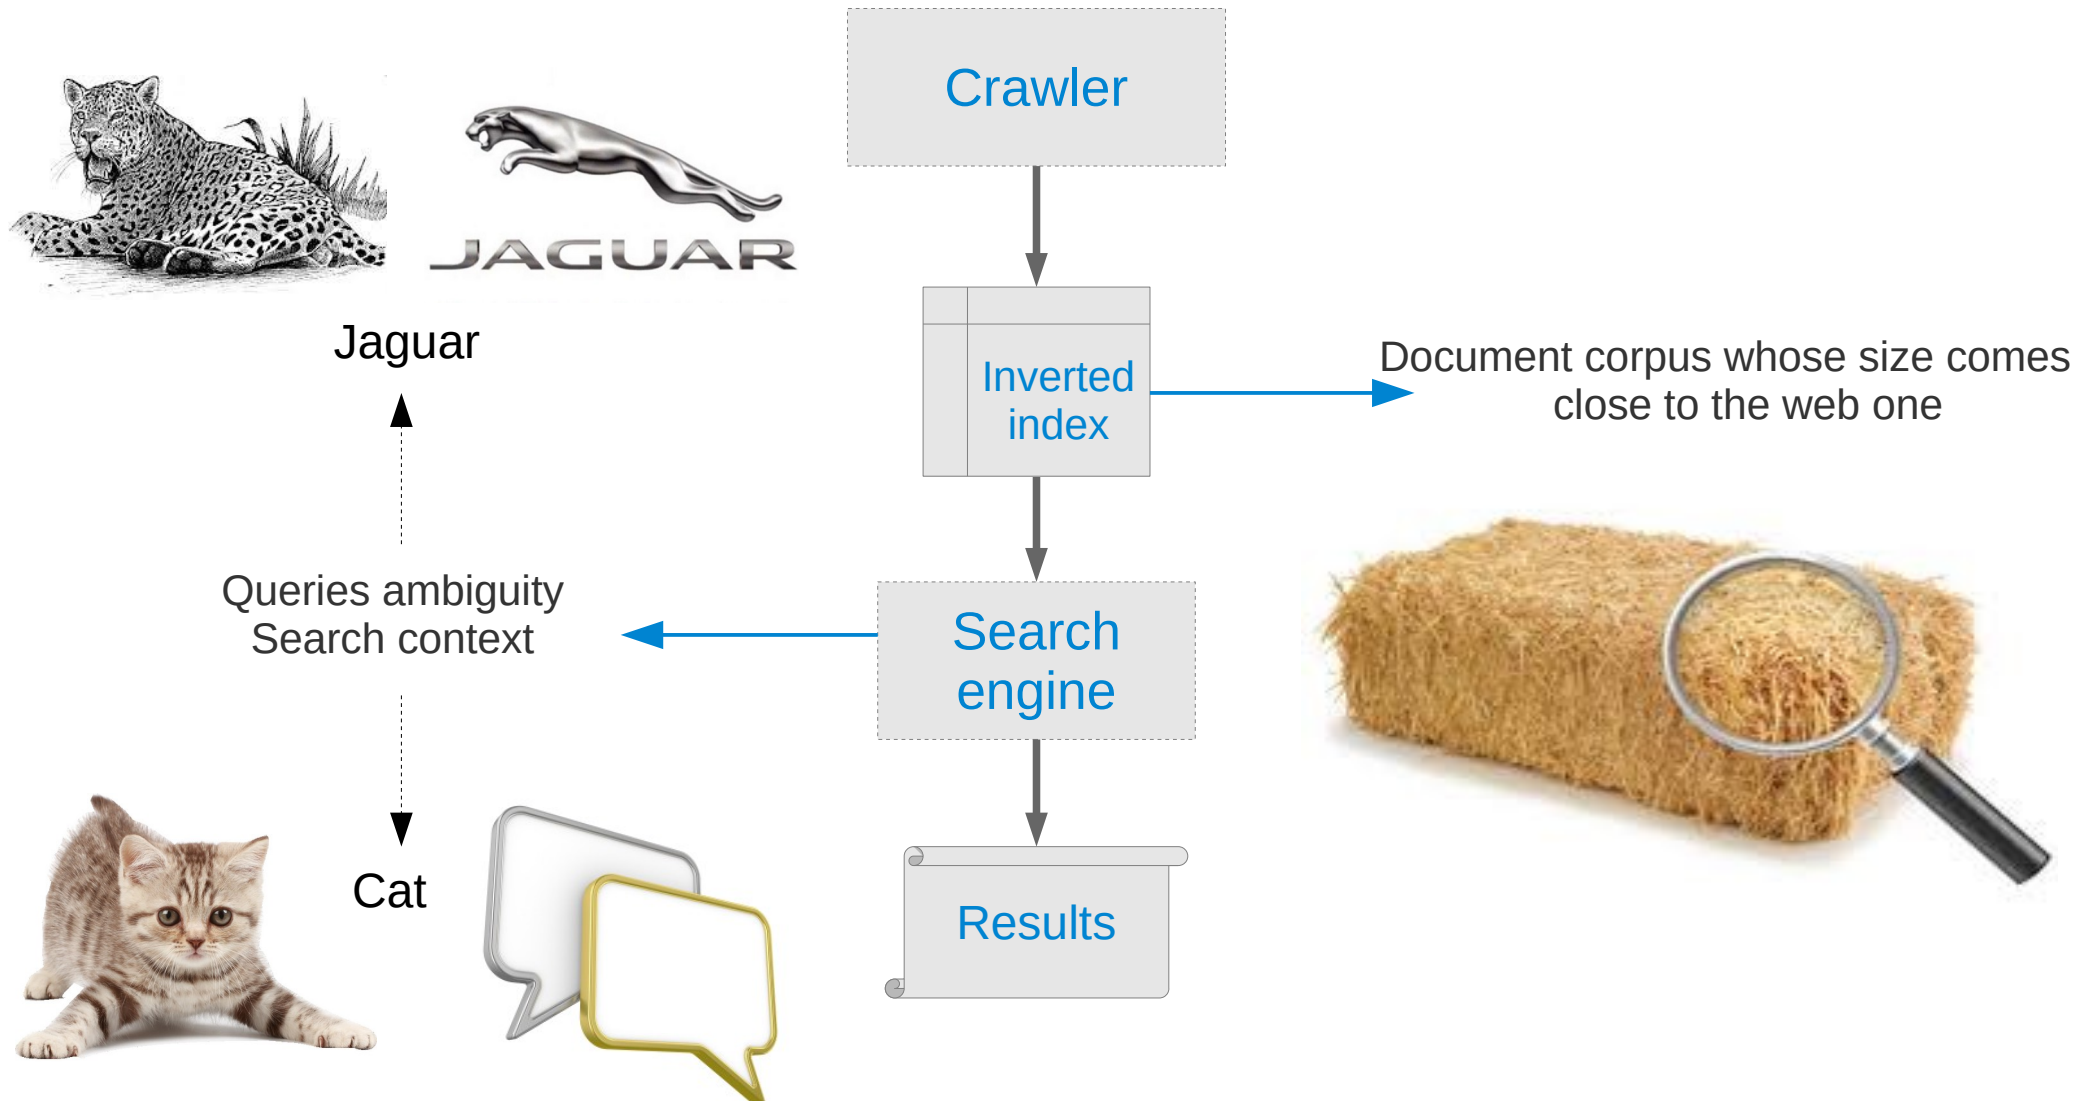 Crawler
JAGUAR
Jaguar
Inverted
index
Document corpus whose size comes
close to the web one
Queries ambiguity
Search context
Search
engine
Cat
Results